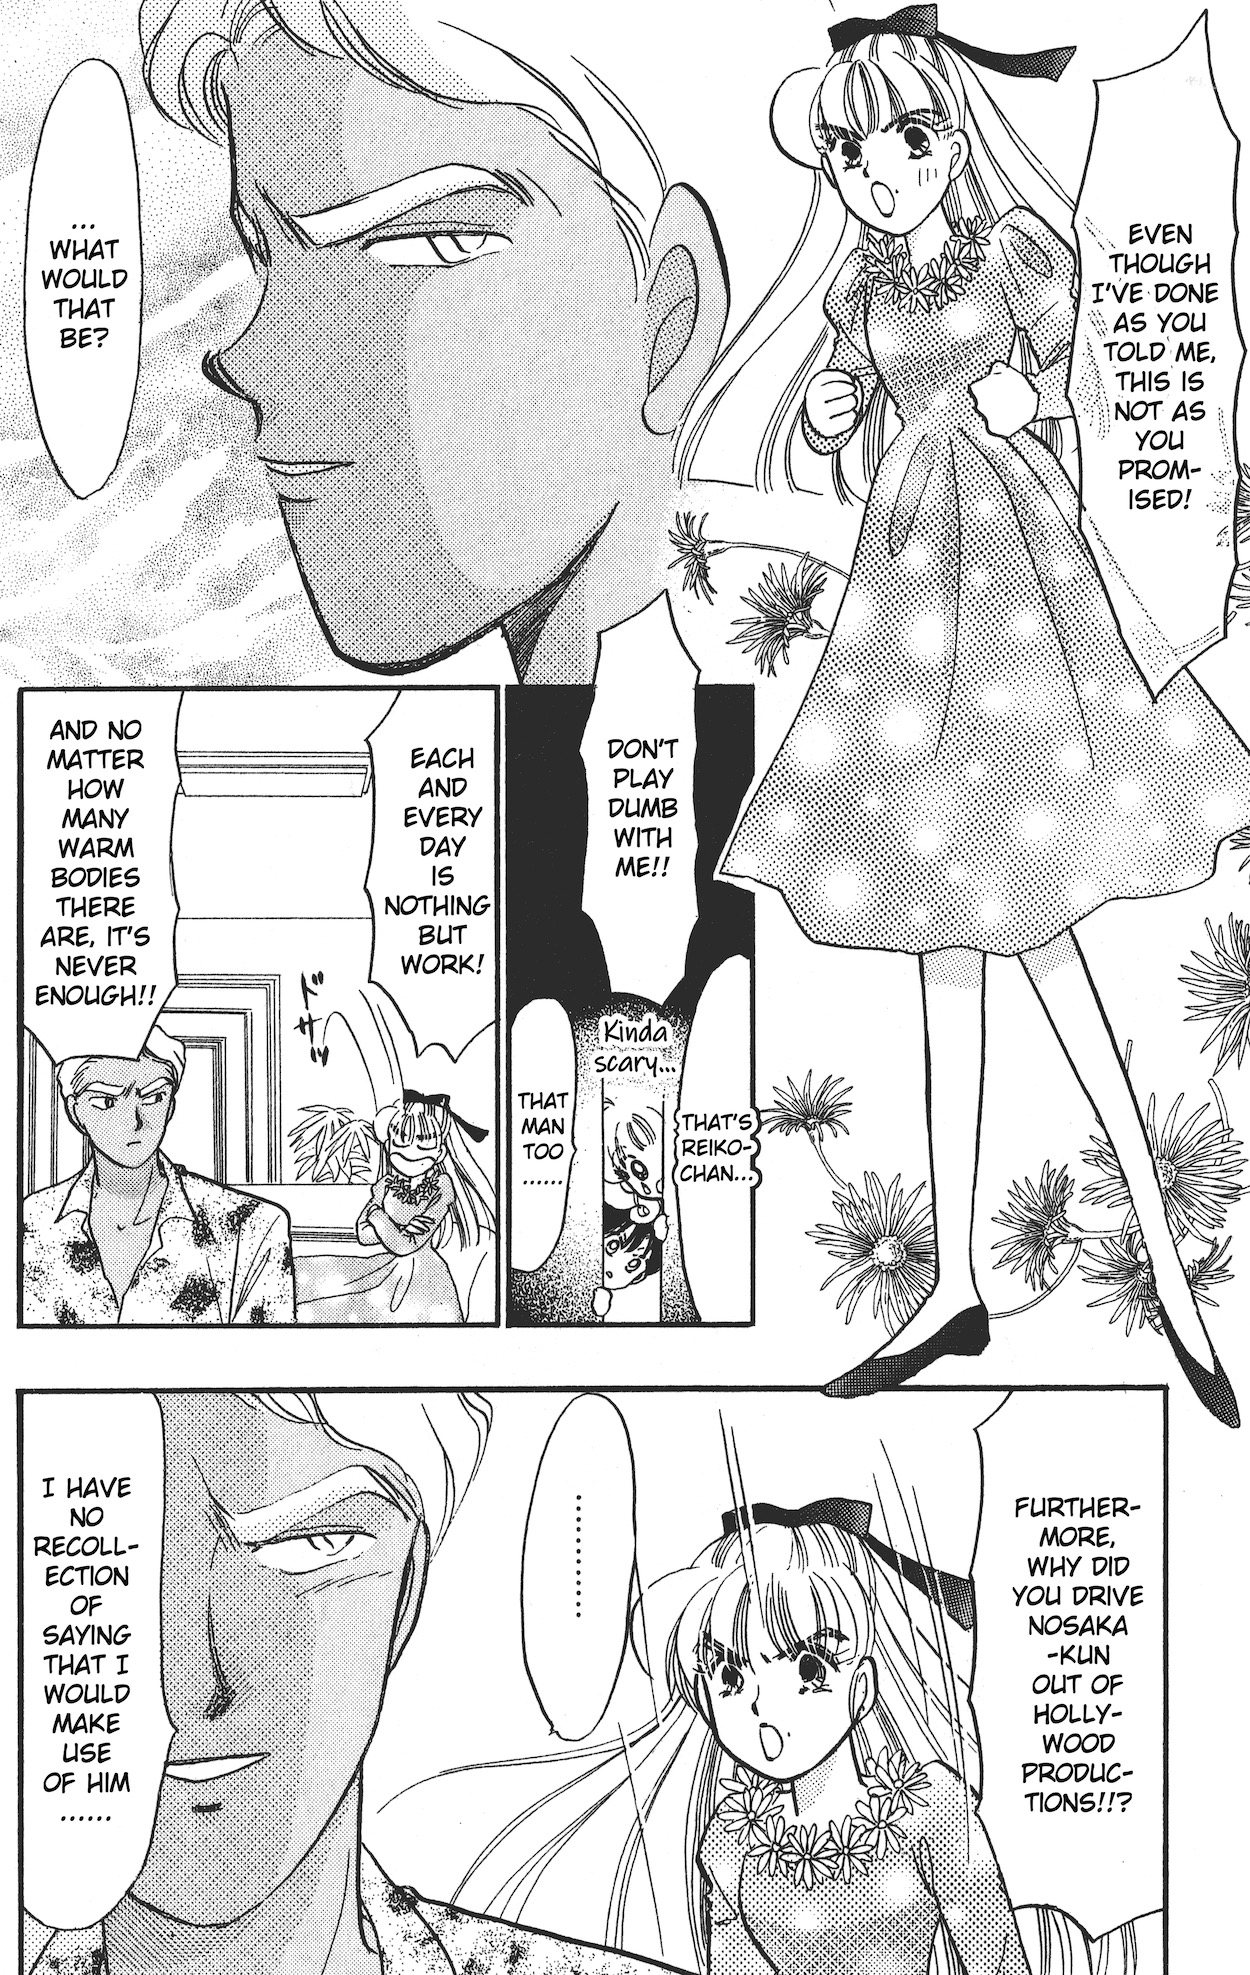 EVEN
THOUGH
I'VE DONE
AS YOU
TOLD ME,
THIS IS
NOT AS
YOU
PROM-
ISED!
...
WHAT
WOULD
THAT
BE?
DON'T
PLAY
DUMB
WITH
ME!!
THAT'S
REIKO-
CHAN...
Kinda
scary...
THAT
MAN
TOO
......
EACH
AND
EVERY
DAY
IS
NOTHING
BUT
WORK!
AND NO
MATTER
HOW
MANY
WARM
BODIES
THERE
ARE, IT'S
NEVER
ENOUGH!!
FURTHER-
MORE,
WHY DID
YOU DRIVE
NOSAKA
-KUN
OUT OF
HOLLY-
WOOD
PRODUC-
TIONS!!?
..........
I HAVE
NO
RECOLL-
ECTION
OF
SAYING
THAT I
WOULD
MAKE
USE
OF HIM
......